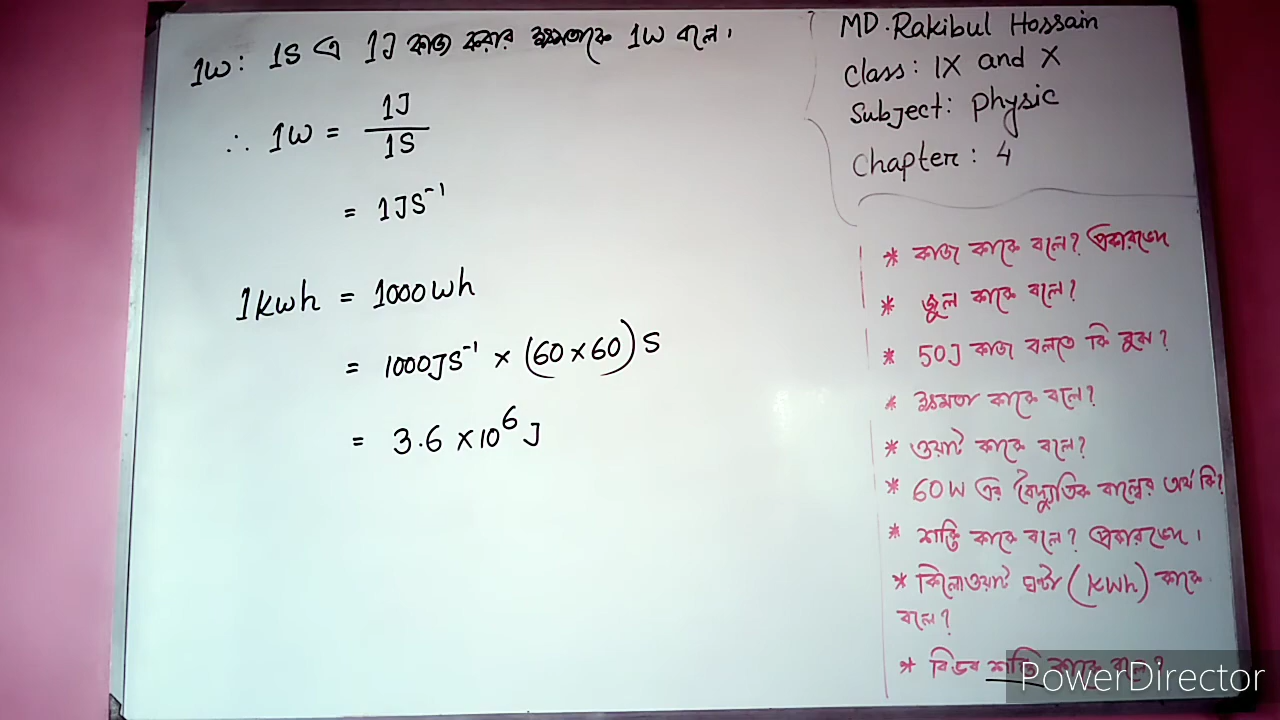 1W: 1S এ 1J কাজ করার ক্ষমতাকে 1W বলে।
∴ 1W = 1J / 1S
= 1JS⁻¹
1kwh = 1000wh
= 1000JS⁻¹ × (60×60) S
= 3.6 ×10⁶ J
MD.Rakibul Hossain
Class: IX and X
Subject: Physic
Chapter: 4
* কাজ কাকে বলে? প্রকারভেদ
* জুল কাকে বলে?
* 50J কাজ বলতে কি বুঝ?
* ক্ষমতা কাকে বলে?
* ওয়াট কাকে বলে?
* 60W এর বৈদ্যুতিক বাল্বের অর্থ কি?
* শক্তি কাকে বলে? প্রকারভেদ।
* কিলোওয়াট ঘণ্টা (kWh) কাকে
বলে?
* বিভব শক্তি কাকে বলে?
PowerDirector